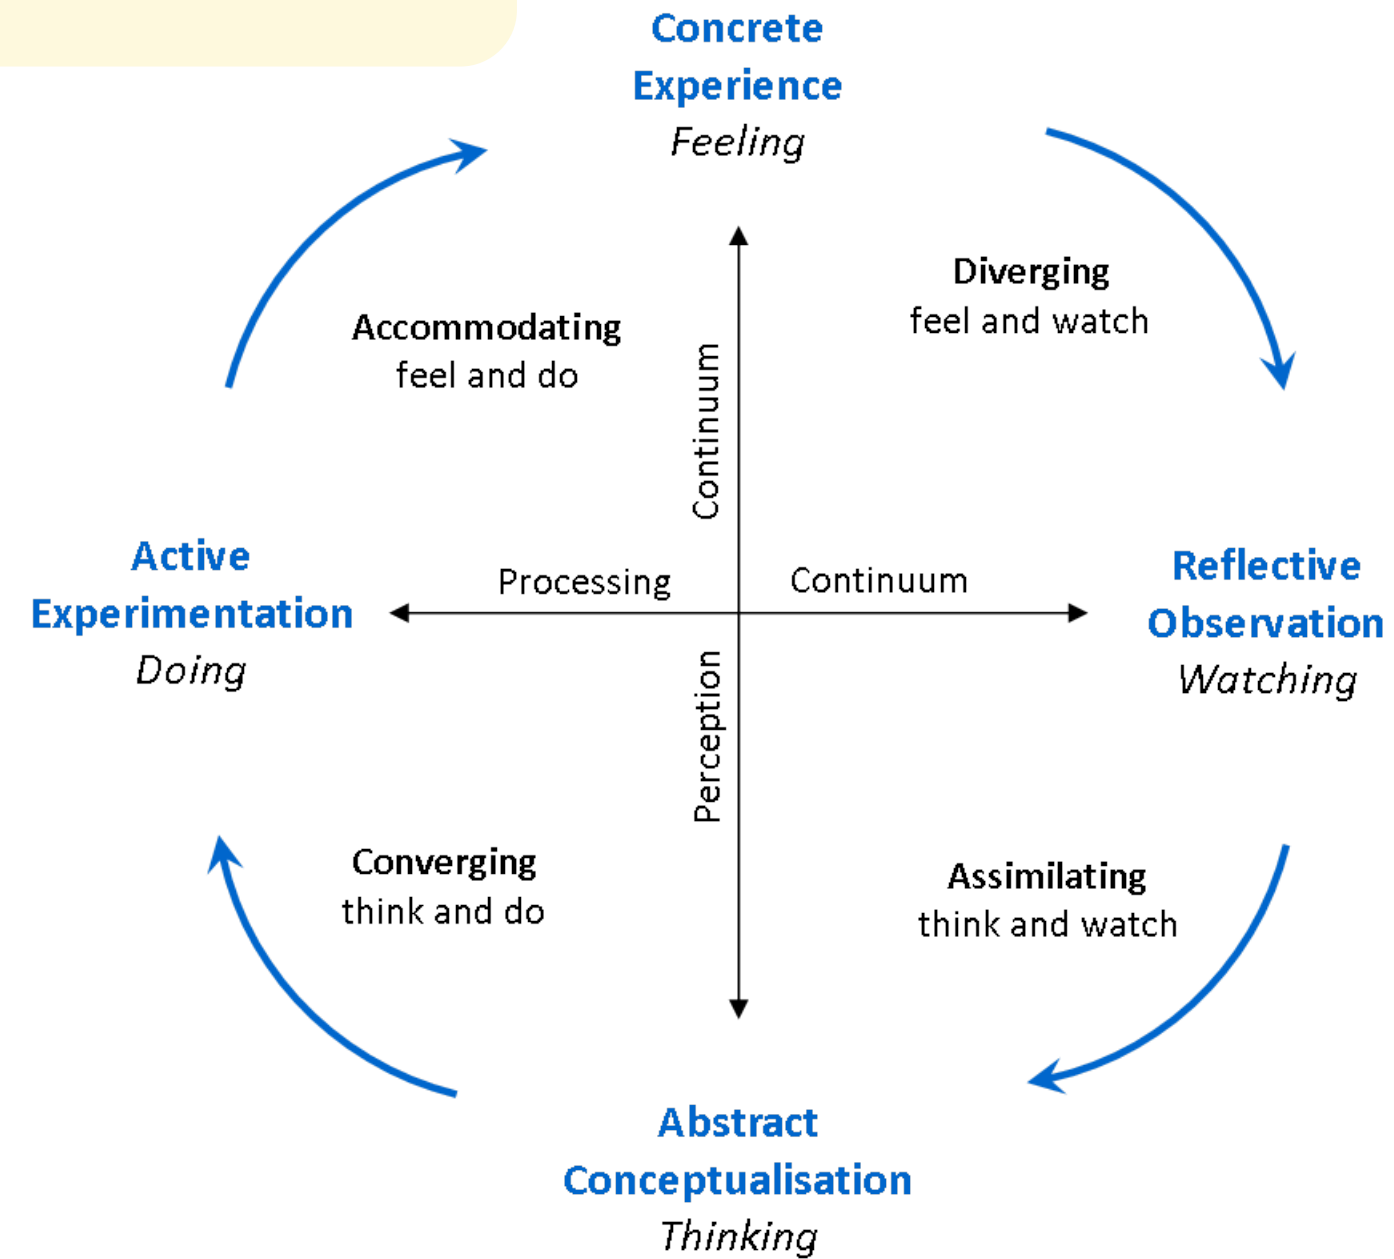 Concrete
Experience
Feeling
Diverging
feel and watch
Accommodating
feel and do
Continuum
Active
Experimentation
Doing
Processing
Continuum
Reflective
Observation
Watching
Perception
Converging
think and do
Assimilating
think and watch
Abstract
Conceptualisation
Thinking